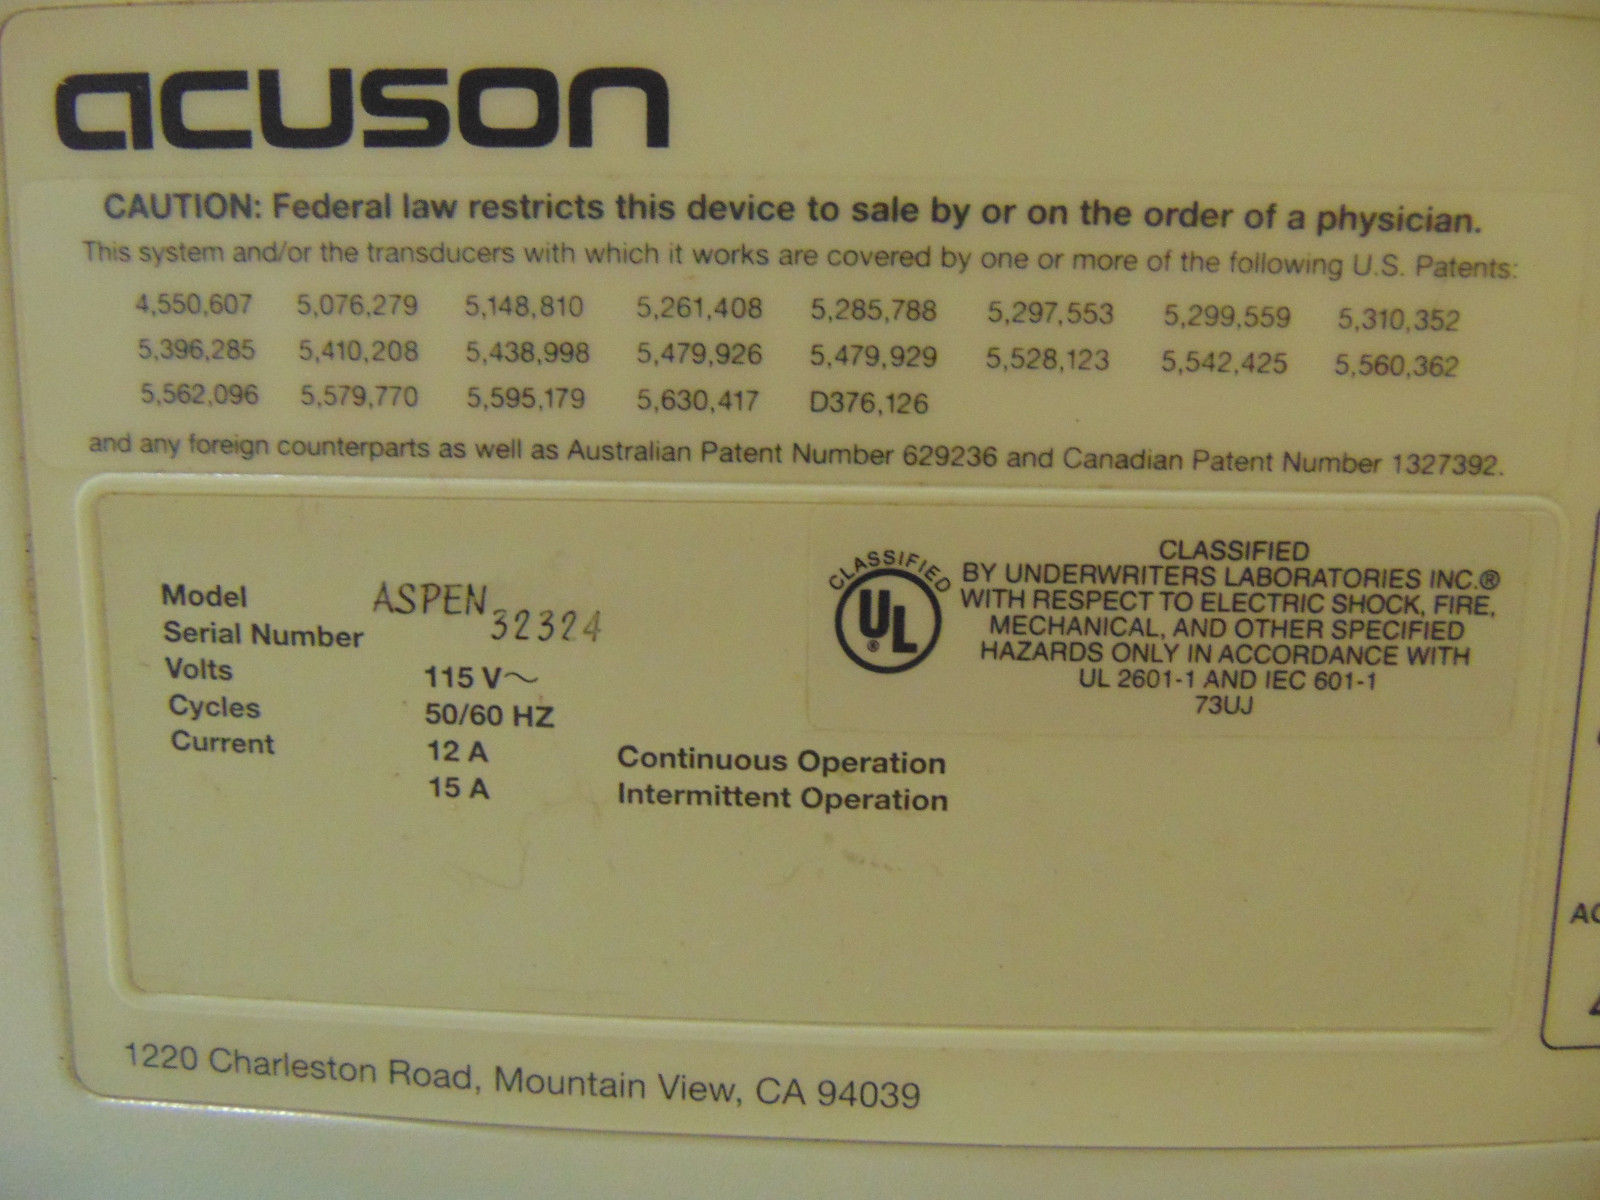 acuson
CAUTION: Federal law restricts this device to sale by or on the order of a physician.
This system and/or the transducers with which it works are covered by one or more of the following U.S. Patents:
4,550,607 5,076,279 5,148,810 5,261,408 5,285,788 5,297,553 5,299,559 5,310,352
5,396,285 5,410,208 5,438,998 5,479,926 5,479,929 5,528,123 5,542,425 5,560,362
5,562,096 5,579,770 5,595,179 5,630,417 D376,126
and any foreign counterparts as well as Australian Patent Number 629236 and Canadian Patent Number 1327392.
Model ASPEN
Serial Number 32324
Volts 115 V~
Cycles 50/60 HZ
Current 12 A Continuous Operation
15 A Intermittent Operation
CLASSIFIED
UL ®
CLASSIFIED
BY UNDERWRITERS LABORATORIES INC.®
WITH RESPECT TO ELECTRIC SHOCK, FIRE,
MECHANICAL, AND OTHER SPECIFIED
HAZARDS ONLY IN ACCORDANCE WITH
UL 2601-1 AND IEC 601-1
73UJ
1220 Charleston Road, Mountain View, CA 94039